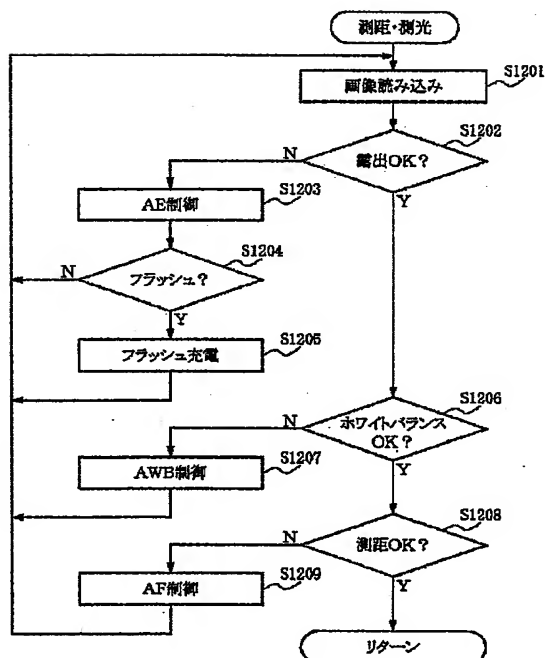 測距・測光
S1201
画像読み込み
S1202
露出OK?
N
Y
S1203
AE制御
S1204
フラッシュ?
N
Y
S1205
フラッシュ充電
S1206
ホワイトバランス
OK?
N
Y
S1207
AWB制御
S1208
測距OK?
N
Y
S1209
AF制御
リターン